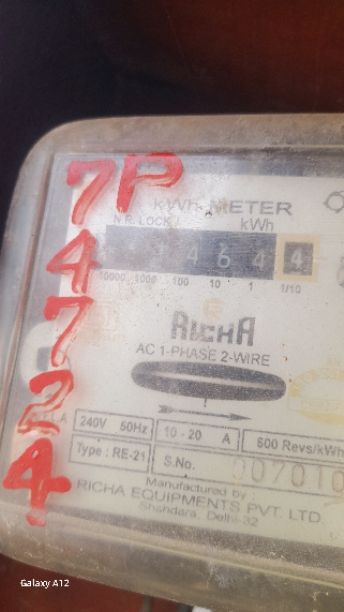 7P
4
7
2
4
kWh-METER
N.R. LOCK kWh
4 6 4 4
10000 1000 100 10 1 1/10
RICHA
AC 1-PHASE 2-WIRE
240V 50Hz 10 - 20 A 600 Revs/kWh
Type : RE-21 S.No. 007010
Manufactured by :
RICHA EQUIPMENTS PVT. LTD
Shahdara, Delhi-32
Galaxy A12